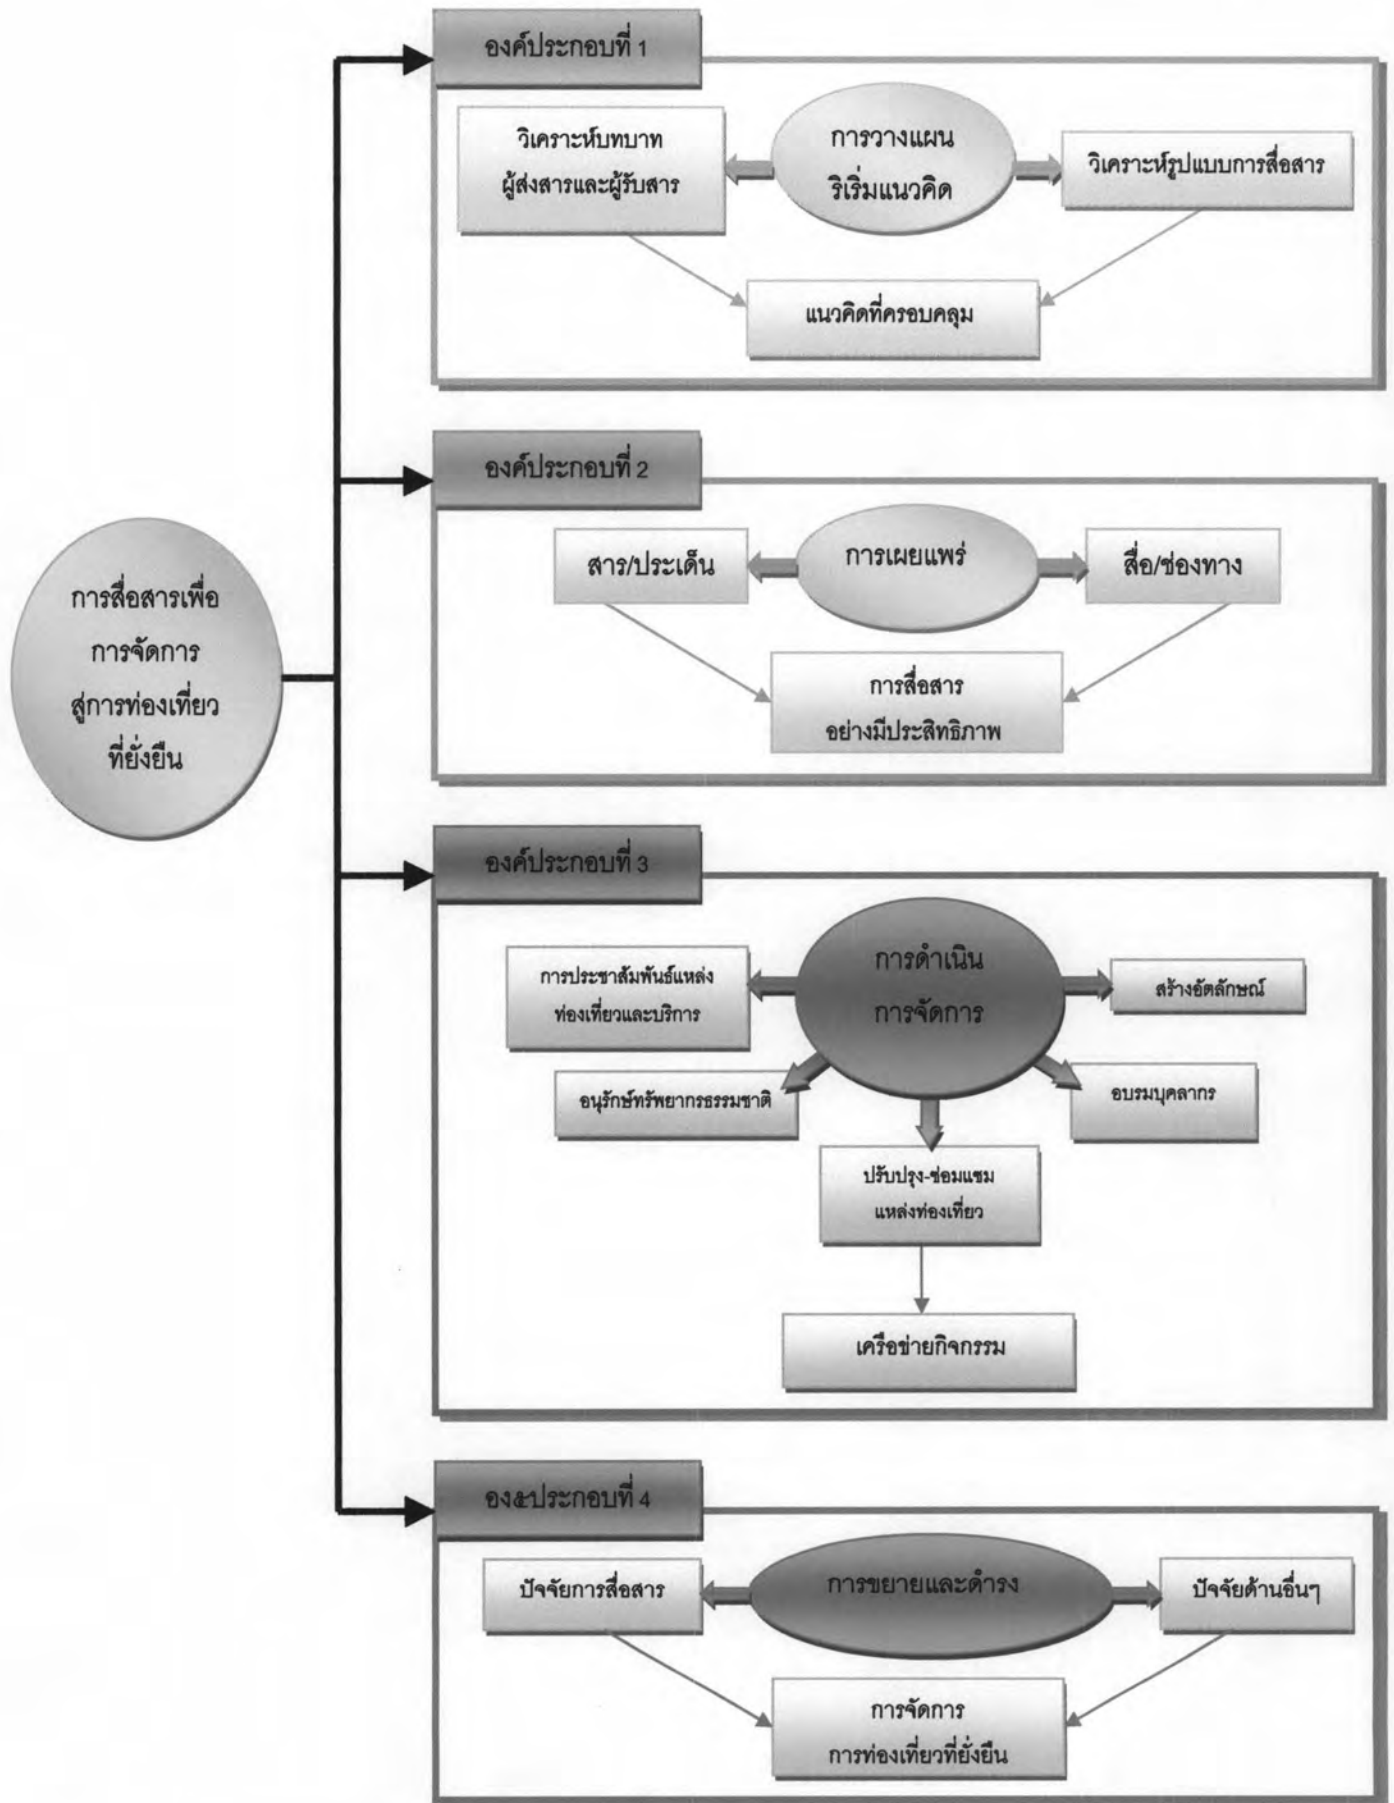 องค์ประกอบที่ 1
วิเคราะห์บทบาท
ผู้ส่งสารและผู้รับสาร
การวางแผน
ริเริ่มแนวคิด
วิเคราะห์รูปแบบการสื่อสาร
แนวคิดที่ครอบคลุม
องค์ประกอบที่ 2
สาร/ประเด็น
การเผยแพร่
สื่อ/ช่องทาง
การสื่อสาร
อย่างมีประสิทธิภาพ
การสื่อสารเพื่อ
การจัดการ
สู่การท่องเที่ยว
ที่ยั่งยืน
องค์ประกอบที่ 3
การประชาสัมพันธ์แหล่ง
ท่องเที่ยวและบริการ
การดำเนิน
การจัดการ
สร้างอัตลักษณ์
อนุรักษ์ทรัพยากรธรรมชาติ
อบรมบุคลากร
ปรับปรุง-ซ่อมแซม
แหล่งท่องเที่ยว
เครือข่ายกิจกรรม
อง๕ประกอบที่ 4
ปัจจัยการสื่อสาร
การขยายและดำรง
ปัจจัยด้านอื่นๆ
การจัดการ
การท่องเที่ยวที่ยั่งยืน